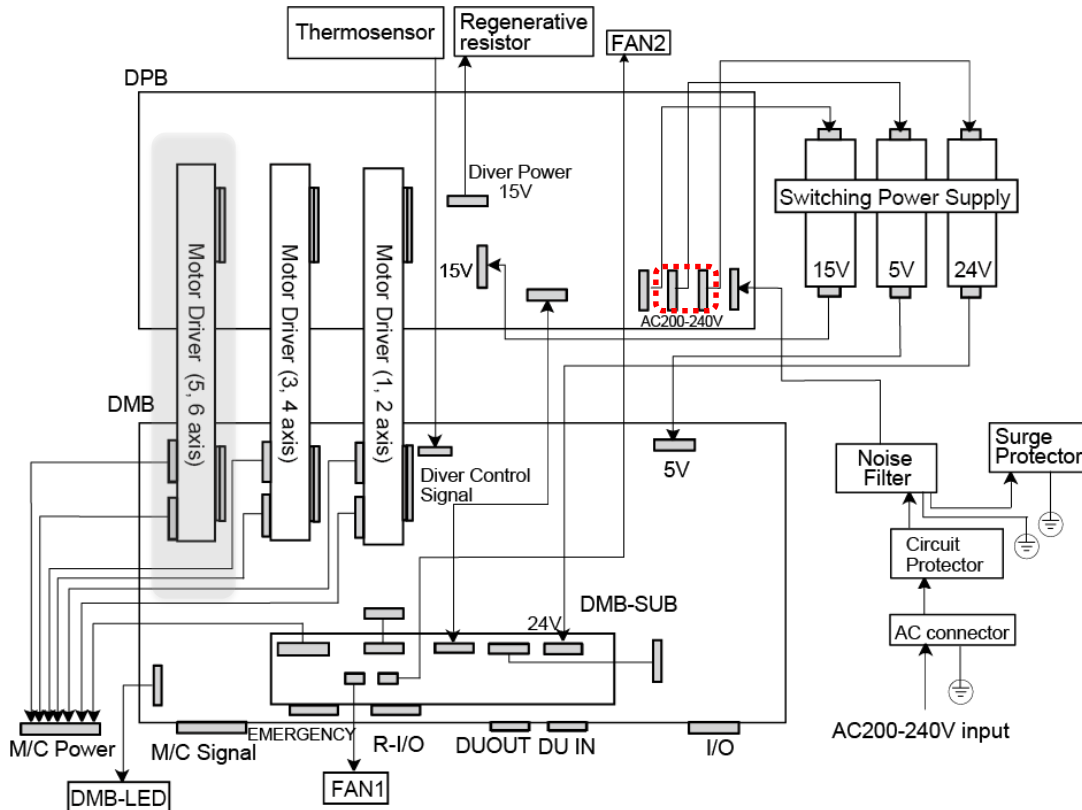 Thermosensor
Regenerative
resistor
FAN2
DPB
Diver Power
15V
Switching Power Supply
15V
15V
5V
24V
AC200-240V
Motor Driver (5, 6 axis)
Motor Driver (3, 4 axis)
Motor Driver (1, 2 axis)
DMB
Diver Control
Signal
5V
Noise
Filter
Surge
Protector
Circuit
Protector
DMB-SUB
24V
AC connector
AC200-240V input
M/C Power
M/C Signal
EMERGENCY
R-I/O
DUOUT
DU IN
I/O
DMB-LED
FAN1